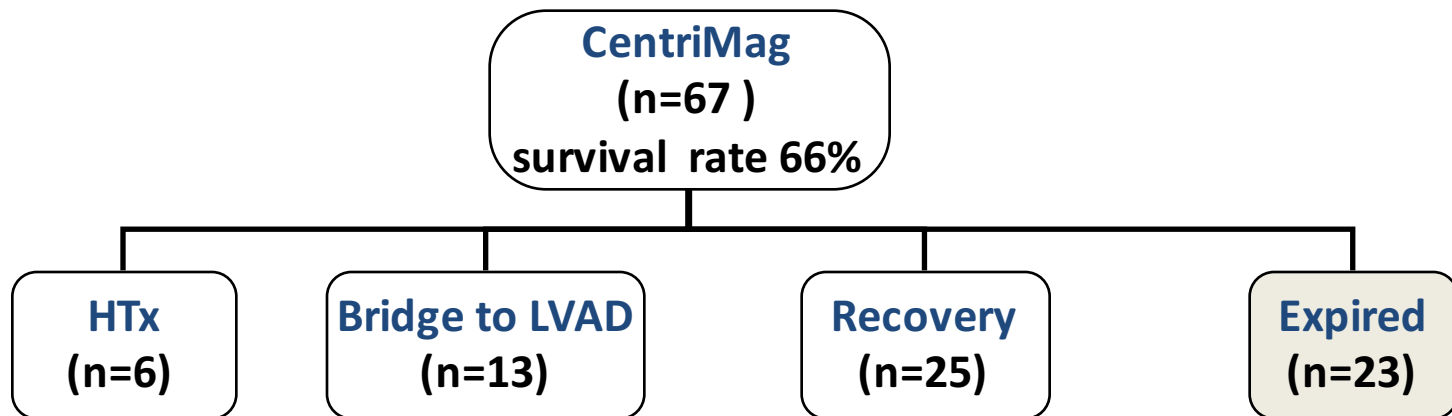 CentriMag
(n=67 )
survival rate 66%
HTx
(n=6)
Bridge to LVAD
(n=13)
Recovery
(n=25)
Expired
(n=23)